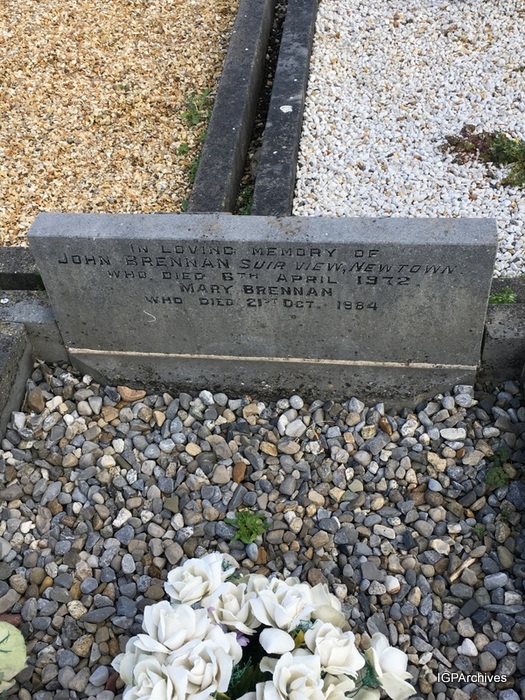 IN LOVING MEMORY OF
JOHN BRENNAN SUIR VIEW, NEWTOWN
WHO DIED 6TH APRIL 1972.
MARY BRENNAN
WHO DIED 21ST OCT. 1984
IGPArchives